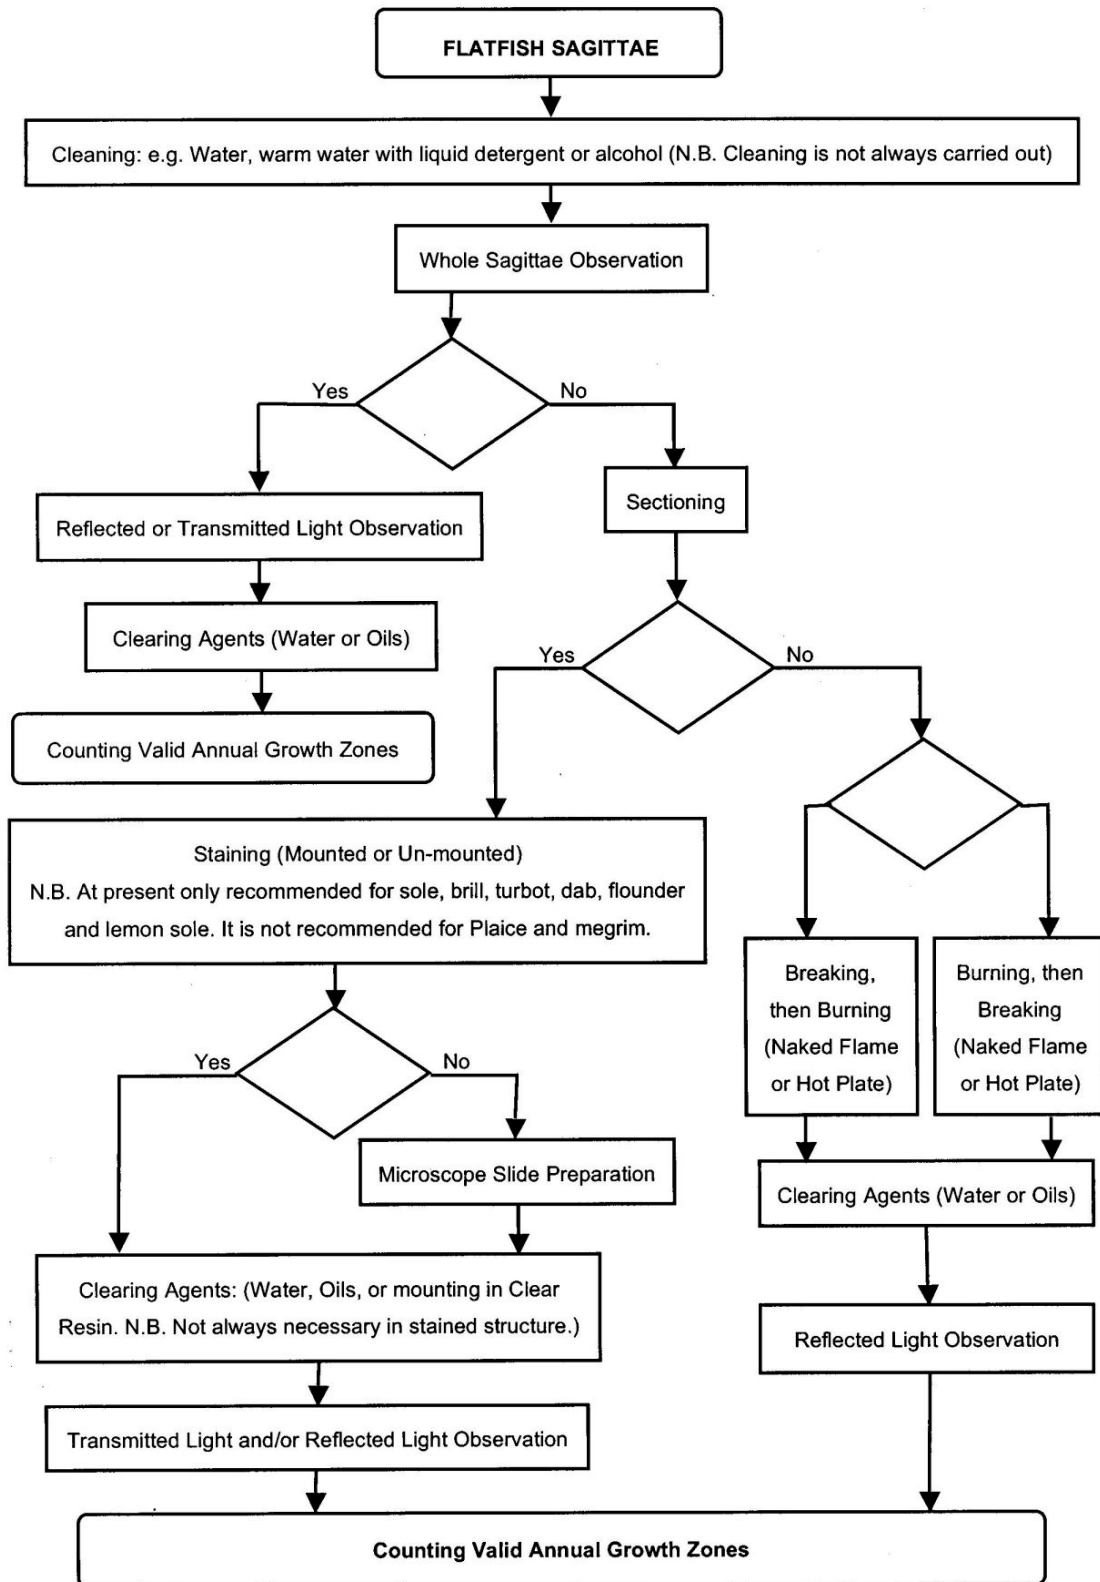 FLATFISH SAGITTAE
Cleaning: e.g. Water, warm water with liquid detergent or alcohol (N.B. Cleaning is not always carried out)
Whole Sagittae Observation
Yes
No
Reflected or Transmitted Light Observation
Sectioning
Clearing Agents (Water or Oils)
Yes
No
Counting Valid Annual Growth Zones
Staining (Mounted or Un-mounted)
N.B. At present only recommended for sole, brill, turbot, dab, flounder
and lemon sole. It is not recommended for Plaice and megrim.
Breaking,
then Burning
(Naked Flame
or Hot Plate)
Burning, then
Breaking
(Naked Flame
or Hot Plate)
Yes
No
Microscope Slide Preparation
Clearing Agents (Water or Oils)
Clearing Agents: (Water, Oils, or mounting in Clear
Resin. N.B. Not always necessary in stained structure.)
Reflected Light Observation
Transmitted Light and/or Reflected Light Observation
Counting Valid Annual Growth Zones